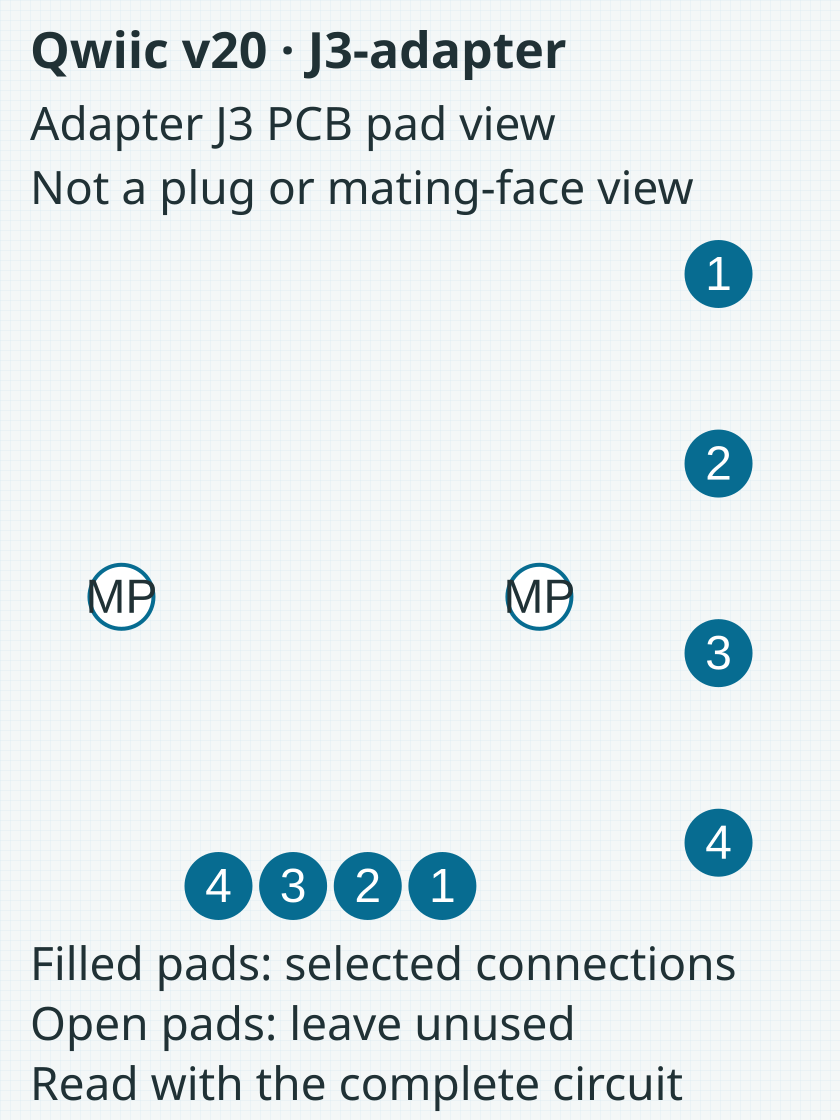 Qwiic v20 · J3-adapter
Adapter J3 PCB pad view
Not a plug or mating-face view
1
2
MP MP
3
4
4 3 2 1
Filled pads: selected connections
Open pads: leave unused
Read with the complete circuit